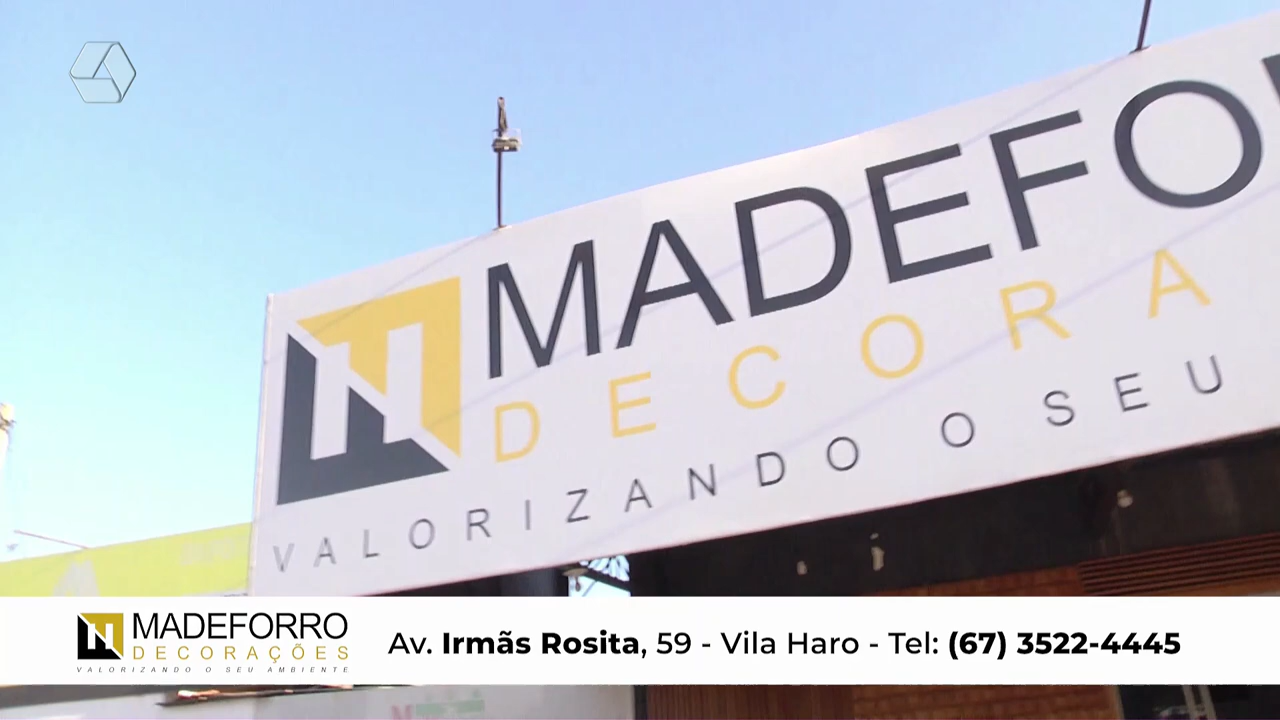 MADEFO
DECORA
VALORIZANDO O SEU
MADEFORRO
DECORAÇÕES
VALORIZANDO O SEU AMBIENTE
Av. Irmãs Rosita, 59 - Vila Haro - Tel: (67) 3522-4445